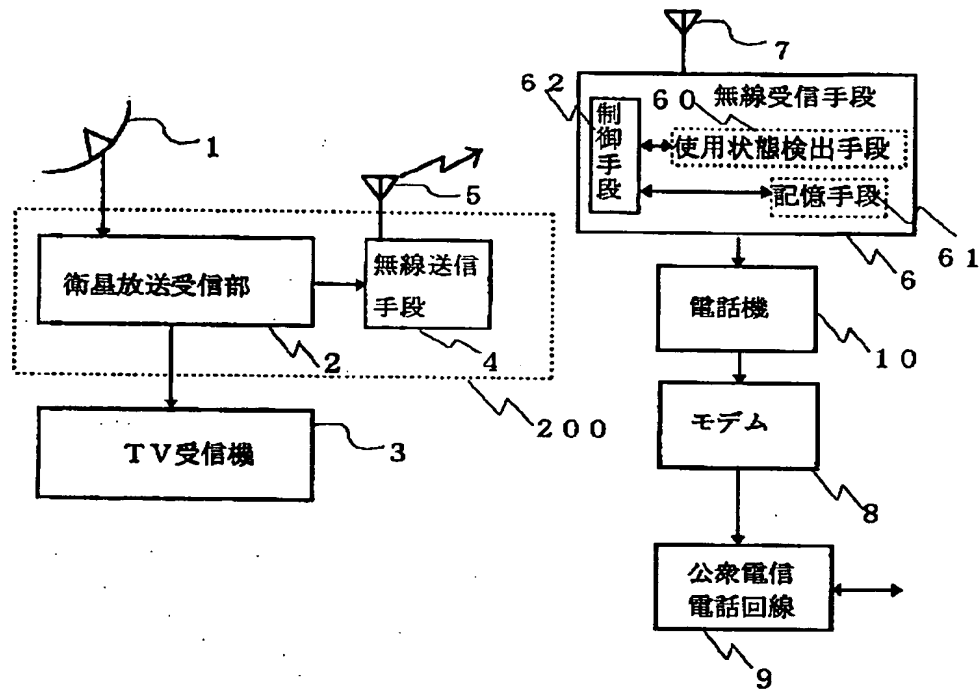 1
衛星放送受信部
2
TV受信機
3
無線送信
手段
4
5
200
7
無線受信手段
62
制御手段
60
使用状態検出手段
記憶手段
61
6
電話機
10
モデム
8
公衆電信
電話回線
9